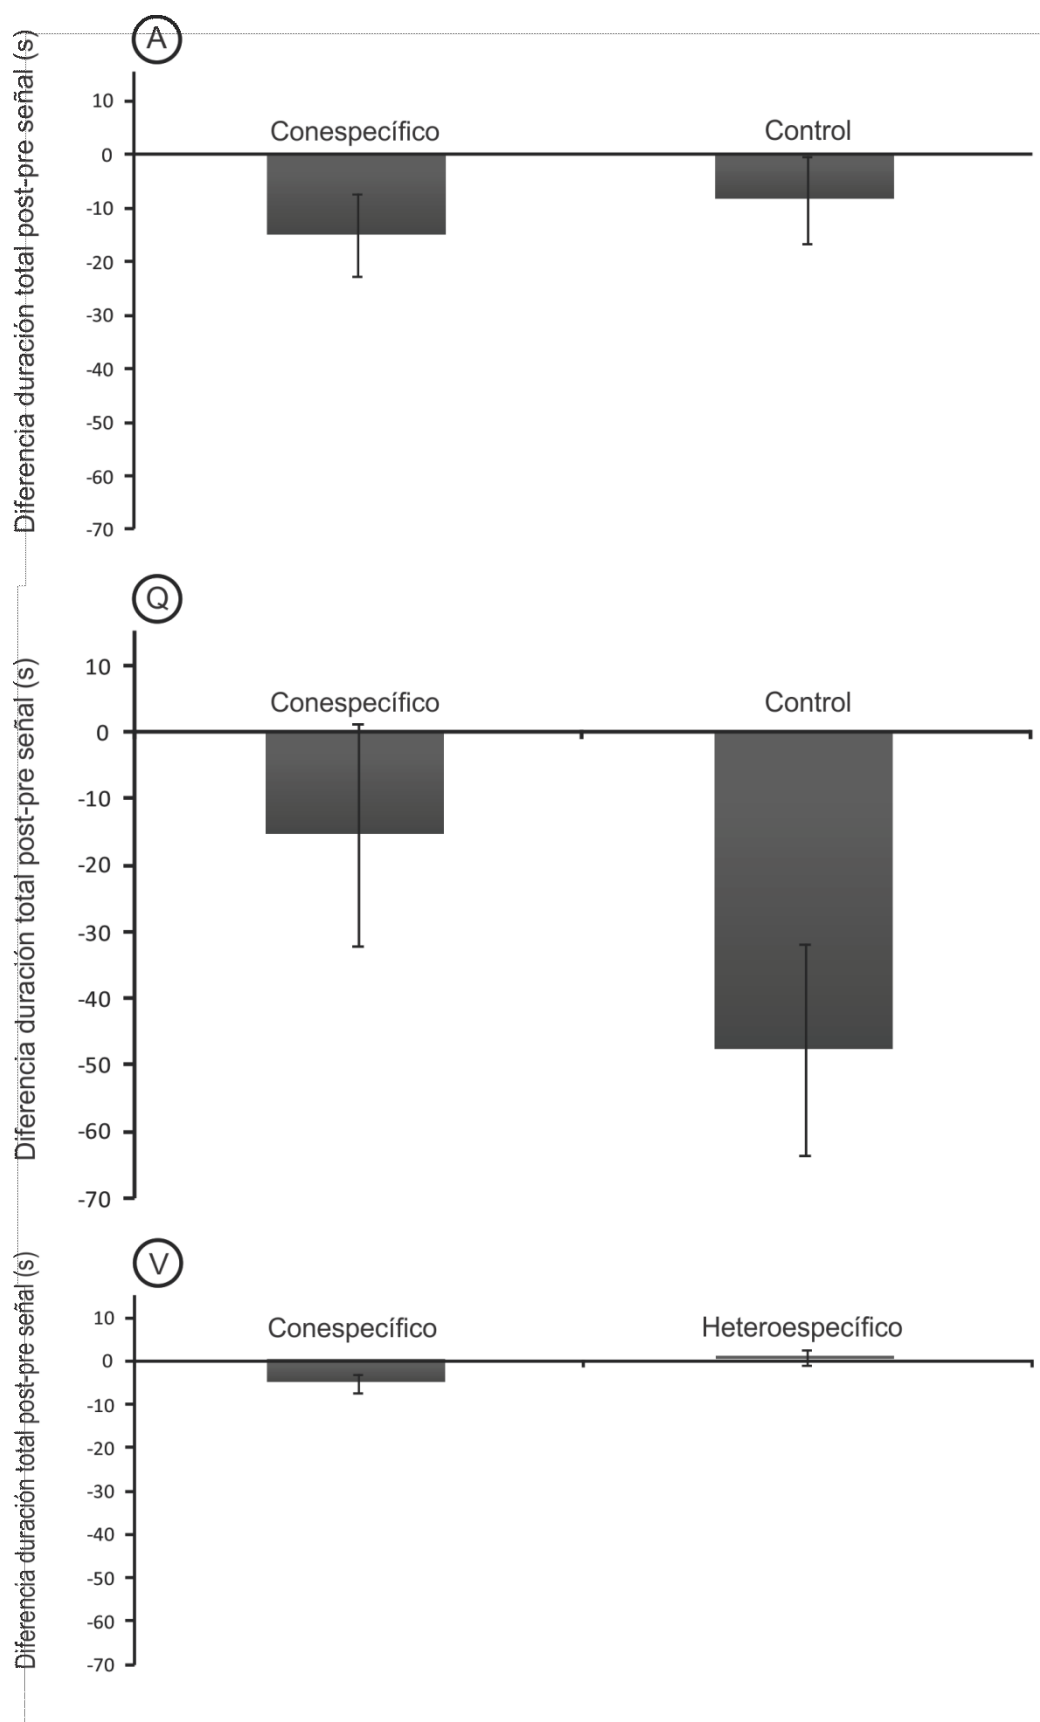 A
Diferencia duración total post-pre señal (s)
Conespecífico
Control
10
0
-10
-20
-30
-40
-50
-60
-70
Q
Diferencia duración total post-pre señal (s)
Conespecífico
Control
10
0
-10
-20
-30
-40
-50
-60
-70
V
Diferencia duración total post-pre señal (s)
Conespecífico
Heteroespecífico
10
0
-10
-20
-30
-40
-50
-60
-70